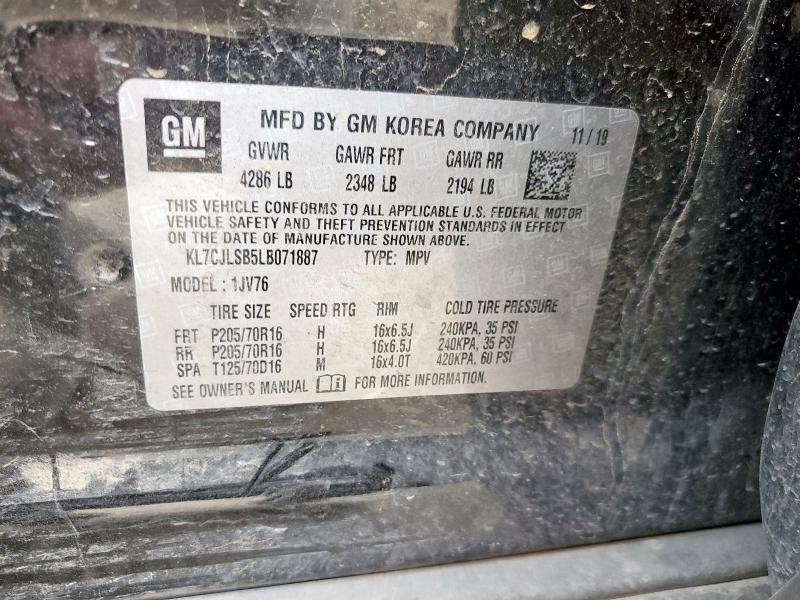 GM
MFD BY GM KOREA COMPANY 11/19
GVWR GAWR FRT GAWR RR
4286 LB 2348 LB 2194 LB
THIS VEHICLE CONFORMS TO ALL APPLICABLE U.S. FEDERAL MOTOR
VEHICLE SAFETY AND THEFT PREVENTION STANDARDS IN EFFECT
ON THE DATE OF MANUFACTURE SHOWN ABOVE.
KL7CJLSB5LB071887 TYPE: MPV
MODEL: 1JV76
TIRE SIZE SPEED RTG RIM COLD TIRE PRESSURE
FRT P205/70R16 H 16x6.5J 240KPA, 35 PSI
RR P205/70R16 H 16x6.5J 240KPA, 35 PSI
SPA T125/70D16 M 16x4.0T 420KPA, 60 PSI
SEE OWNER'S MANUAL FOR MORE INFORMATION.